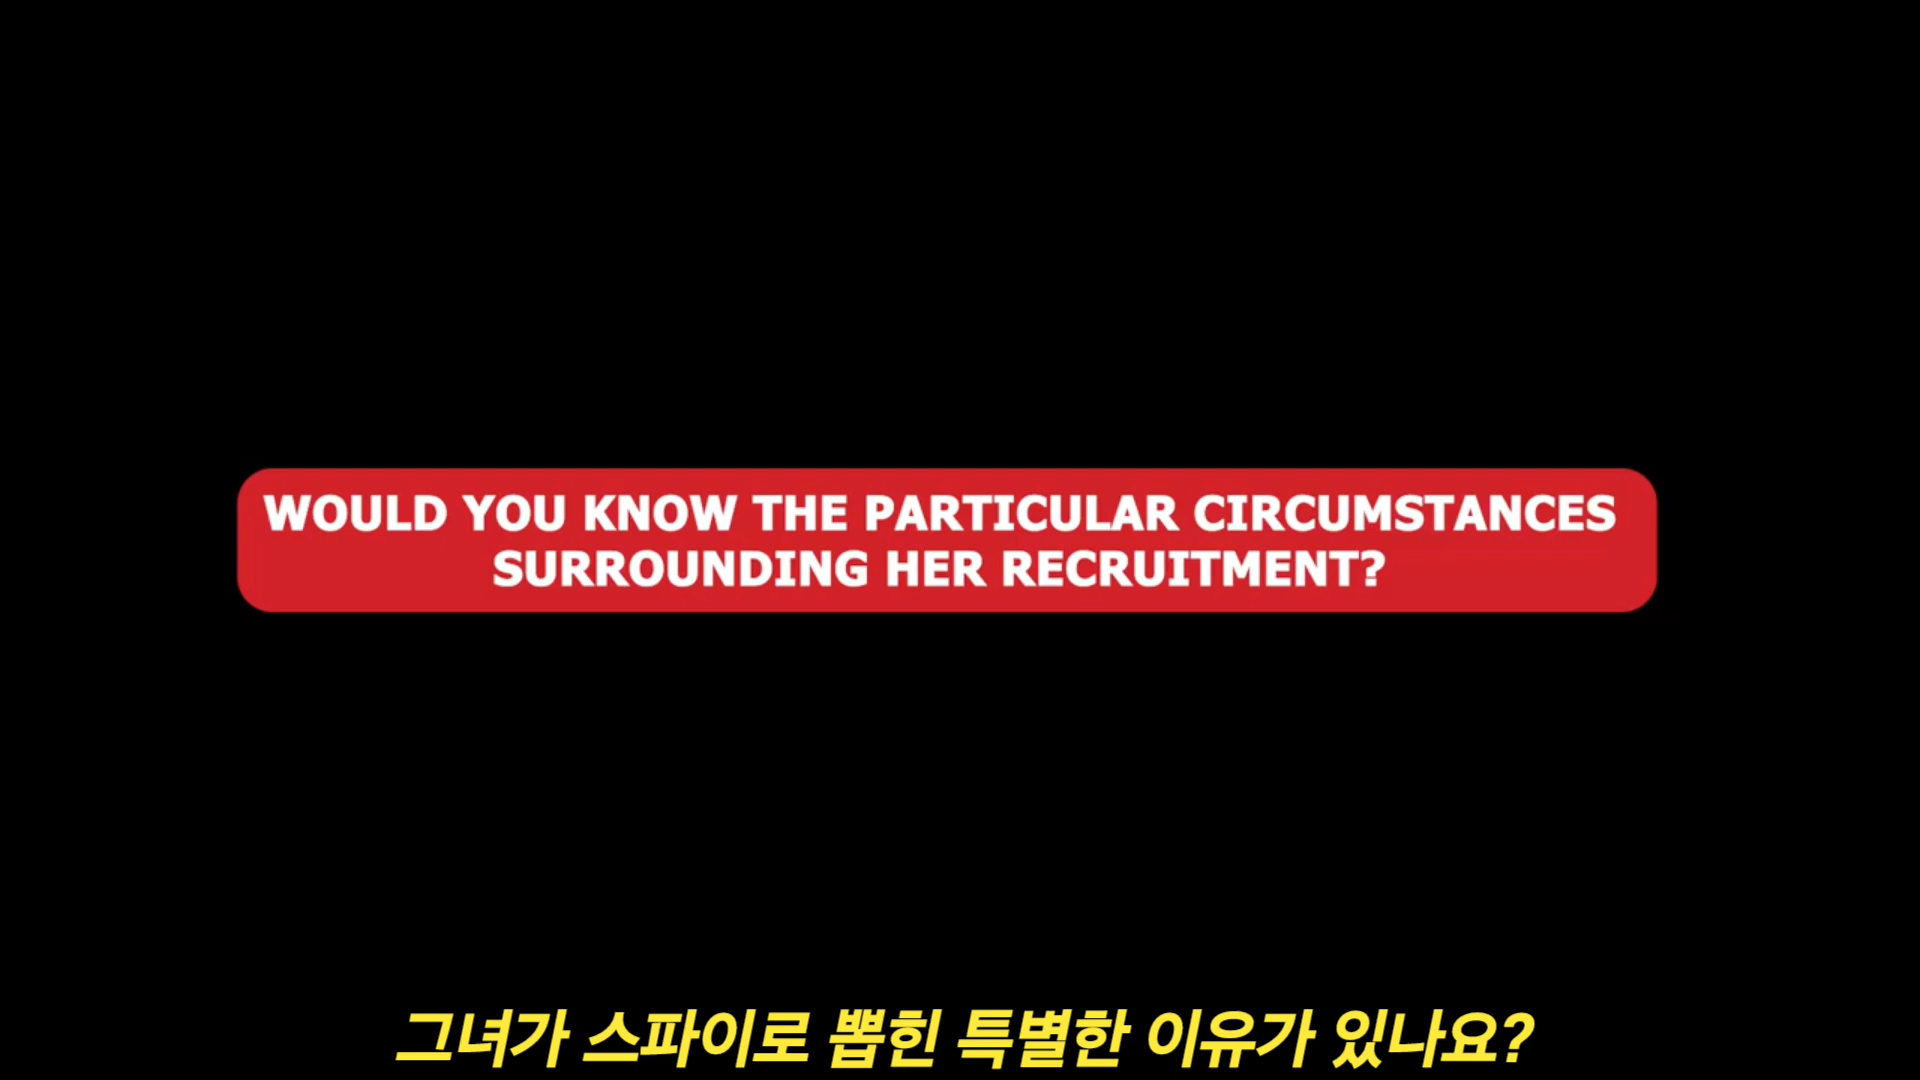 WOULD YOU KNOW THE PARTICULAR CIRCUMSTANCES
SURROUNDING HER RECRUITMENT?
그녀가 스파이로 뽑힌 특별한 이유가 있나요?